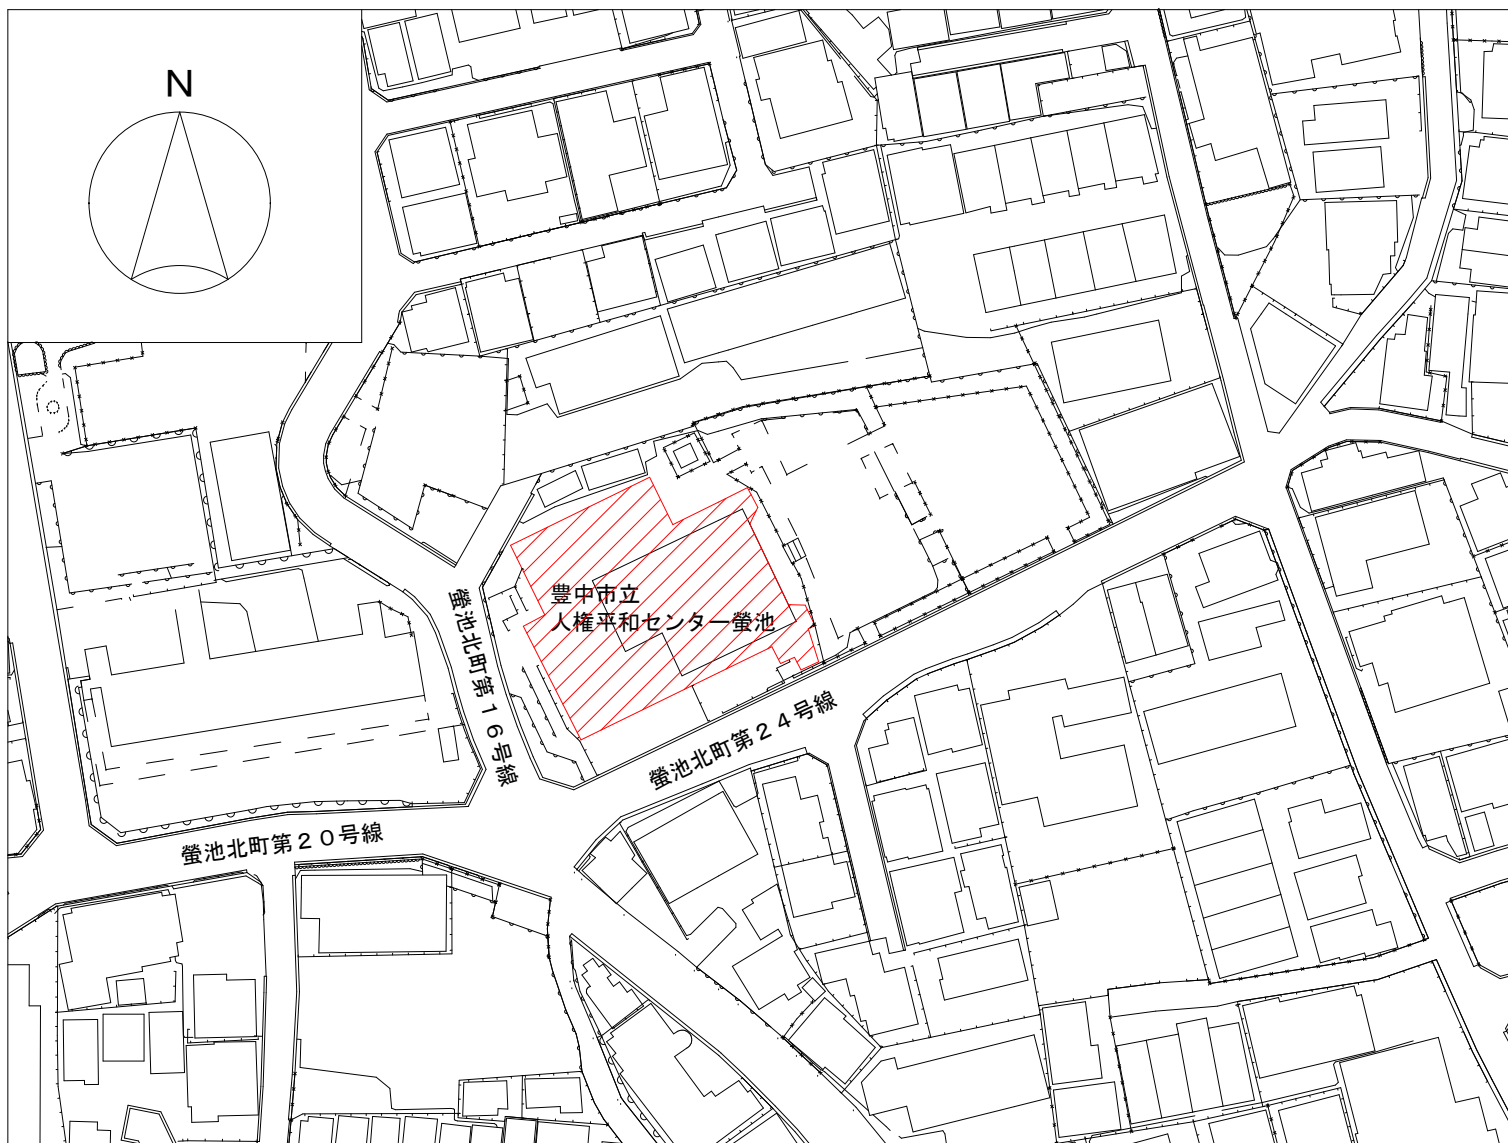 N
豊中市立
人権平和センター螢池
螢池北町第１６号線
螢池北町第２４号線
螢池北町第２０号線